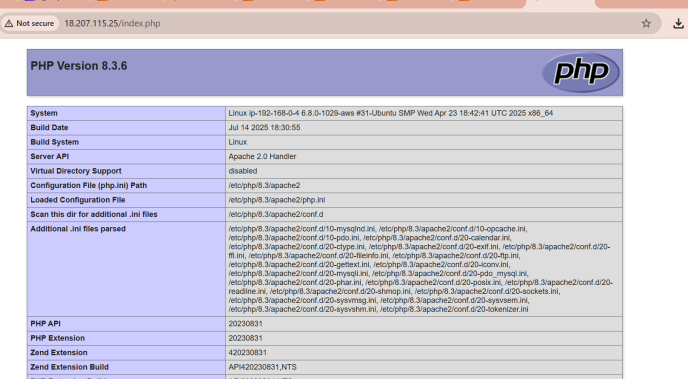 Not secure 18.207.115.25/index.php
PHP Version 8.3.6
php
System Linux ip-192-168-0-4 6.8.0-1029-aws #31-Ubuntu SMP Wed Apr 23 18:42:41 UTC 2025 x86_64
Build Date Jul 14 2025 18:30:55
Build System Linux
Server API Apache 2.0 Handler
Virtual Directory Support disabled
Configuration File (php.ini) Path /etc/php/8.3/apache2
Loaded Configuration File /etc/php/8.3/apache2/php.ini
Scan this dir for additional .ini files /etc/php/8.3/apache2/conf.d
Additional .ini files parsed /etc/php/8.3/apache2/conf.d/10-mysqlnd.ini, /etc/php/8.3/apache2/conf.d/10-opcache.ini,
/etc/php/8.3/apache2/conf.d/10-pdo.ini, /etc/php/8.3/apache2/conf.d/20-calendar.ini,
/etc/php/8.3/apache2/conf.d/20-ctype.ini, /etc/php/8.3/apache2/conf.d/20-exif.ini, /etc/php/8.3/apache2/conf.d/20-
ffi.ini, /etc/php/8.3/apache2/conf.d/20-fileinfo.ini, /etc/php/8.3/apache2/conf.d/20-ftp.ini,
/etc/php/8.3/apache2/conf.d/20-gettext.ini, /etc/php/8.3/apache2/conf.d/20-iconv.ini,
/etc/php/8.3/apache2/conf.d/20-mysqli.ini, /etc/php/8.3/apache2/conf.d/20-pdo_mysql.ini,
/etc/php/8.3/apache2/conf.d/20-phar.ini, /etc/php/8.3/apache2/conf.d/20-posix.ini, /etc/php/8.3/apache2/conf.d/20-
readline.ini, /etc/php/8.3/apache2/conf.d/20-shmop.ini, /etc/php/8.3/apache2/conf.d/20-sockets.ini,
/etc/php/8.3/apache2/conf.d/20-sysvmsg.ini, /etc/php/8.3/apache2/conf.d/20-sysvsem.ini,
/etc/php/8.3/apache2/conf.d/20-sysvshm.ini, /etc/php/8.3/apache2/conf.d/20-tokenizer.ini
PHP API 20230831
PHP Extension 20230831
Zend Extension 420230831
Zend Extension Build API420230831,NTS